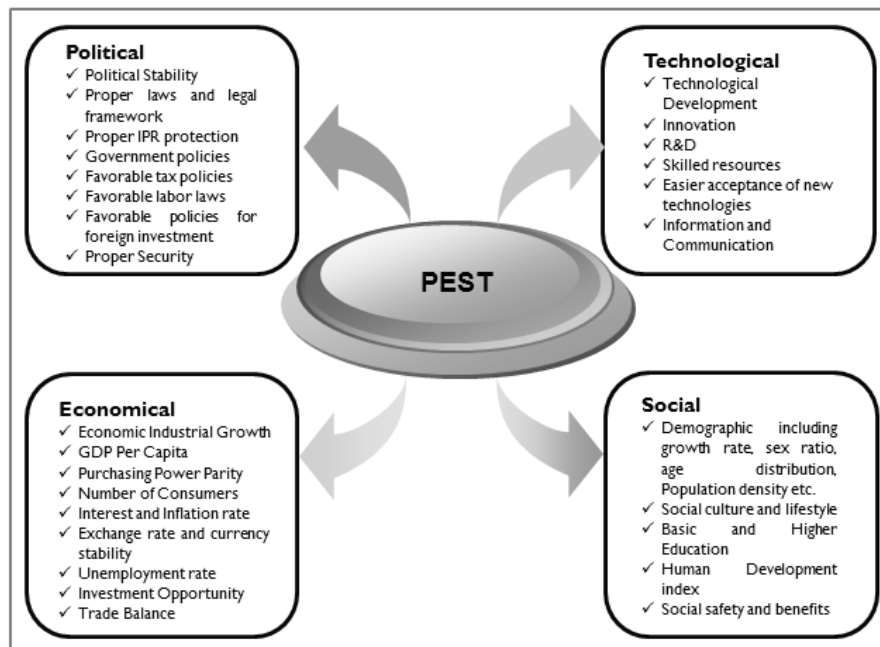 Political
✓ Political Stability
✓ Proper laws and legal
framework
✓ Proper IPR protection
✓ Government policies
✓ Favorable tax policies
✓ Favorable labor laws
✓ Favorable policies for
foreign investment
✓ Proper Security
Technological
✓ Technological
Development
✓ Innovation
✓ R&D
✓ Skilled resources
✓ Easier acceptance of new
technologies
✓ Information and
Communication
PEST
Economical
✓ Economic Industrial Growth
✓ GDP Per Capita
✓ Purchasing Power Parity
✓ Number of Consumers
✓ Interest and Inflation rate
✓ Exchange rate and currency
stability
✓ Unemployment rate
✓ Investment Opportunity
✓ Trade Balance
Social
✓ Demographic including
growth rate, sex ratio,
age distribution,
Population density etc.
✓ Social culture and lifestyle
✓ Basic and Higher
Education
✓ Human Development
index
✓ Social safety and benefits